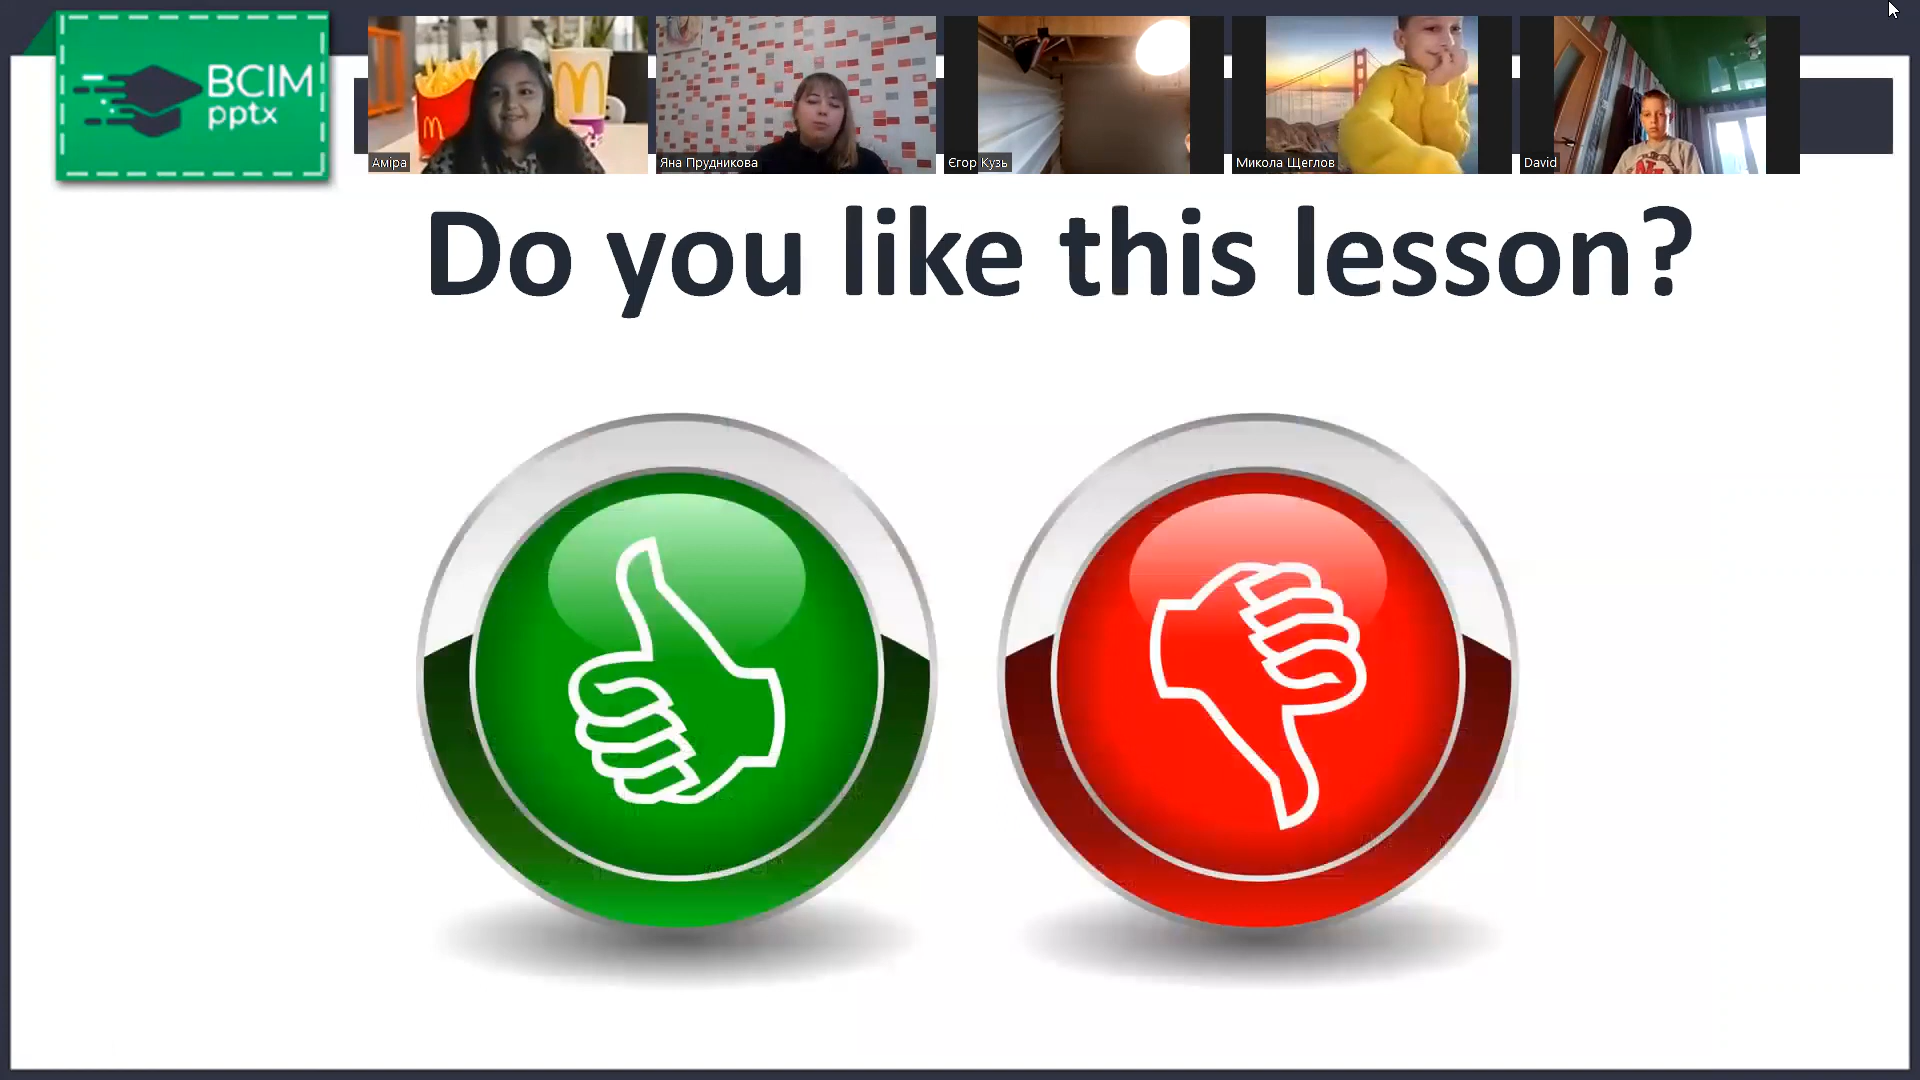 BCIM
pptx
Аміра
Яна Прудникова
Єгор Кузь
Микола Щеглов
David
Do you like this lesson?